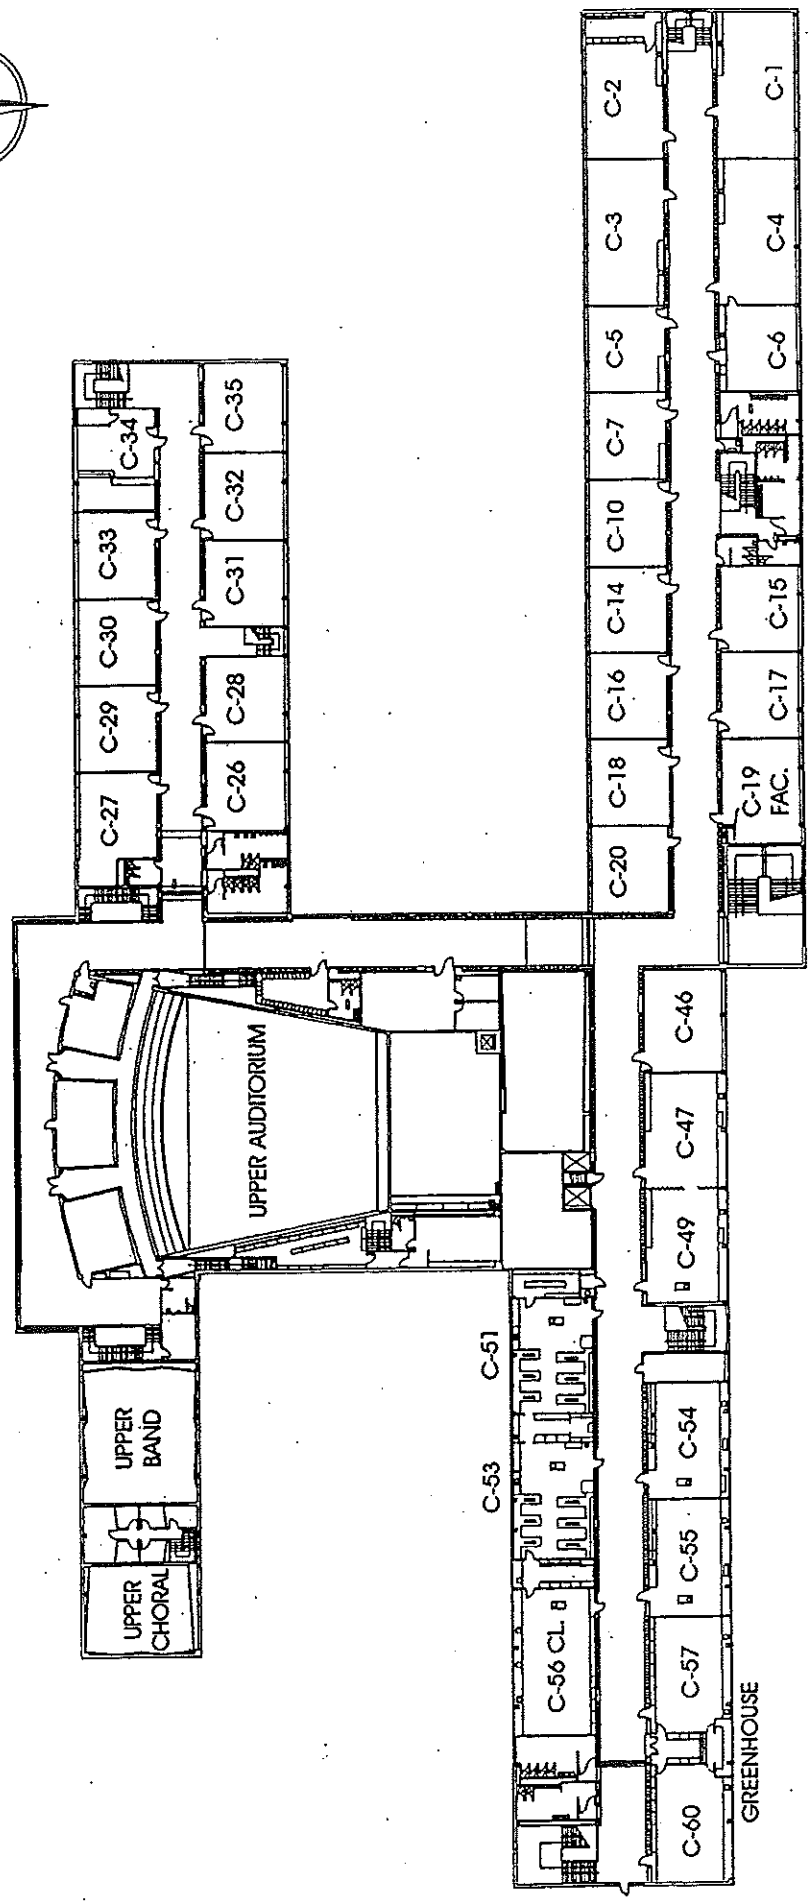 C-2
C-1
C-3
C-4
C-5
C-6
C-7
C-10
C-14
C-15
C-16
C-17
C-18
C-19
FAC.
C-20
C-34
C-35
C-33
C-32
C-30
C-31
C-29
C-28
C-27
C-26
UPPER AUDITORIUM
C-46
C-47
C-49
C-51
C-53
C-54
C-55
C-56 CL.
C-57
C-60
GREENHOUSE
UPPER
BAND
UPPER
CHORAL